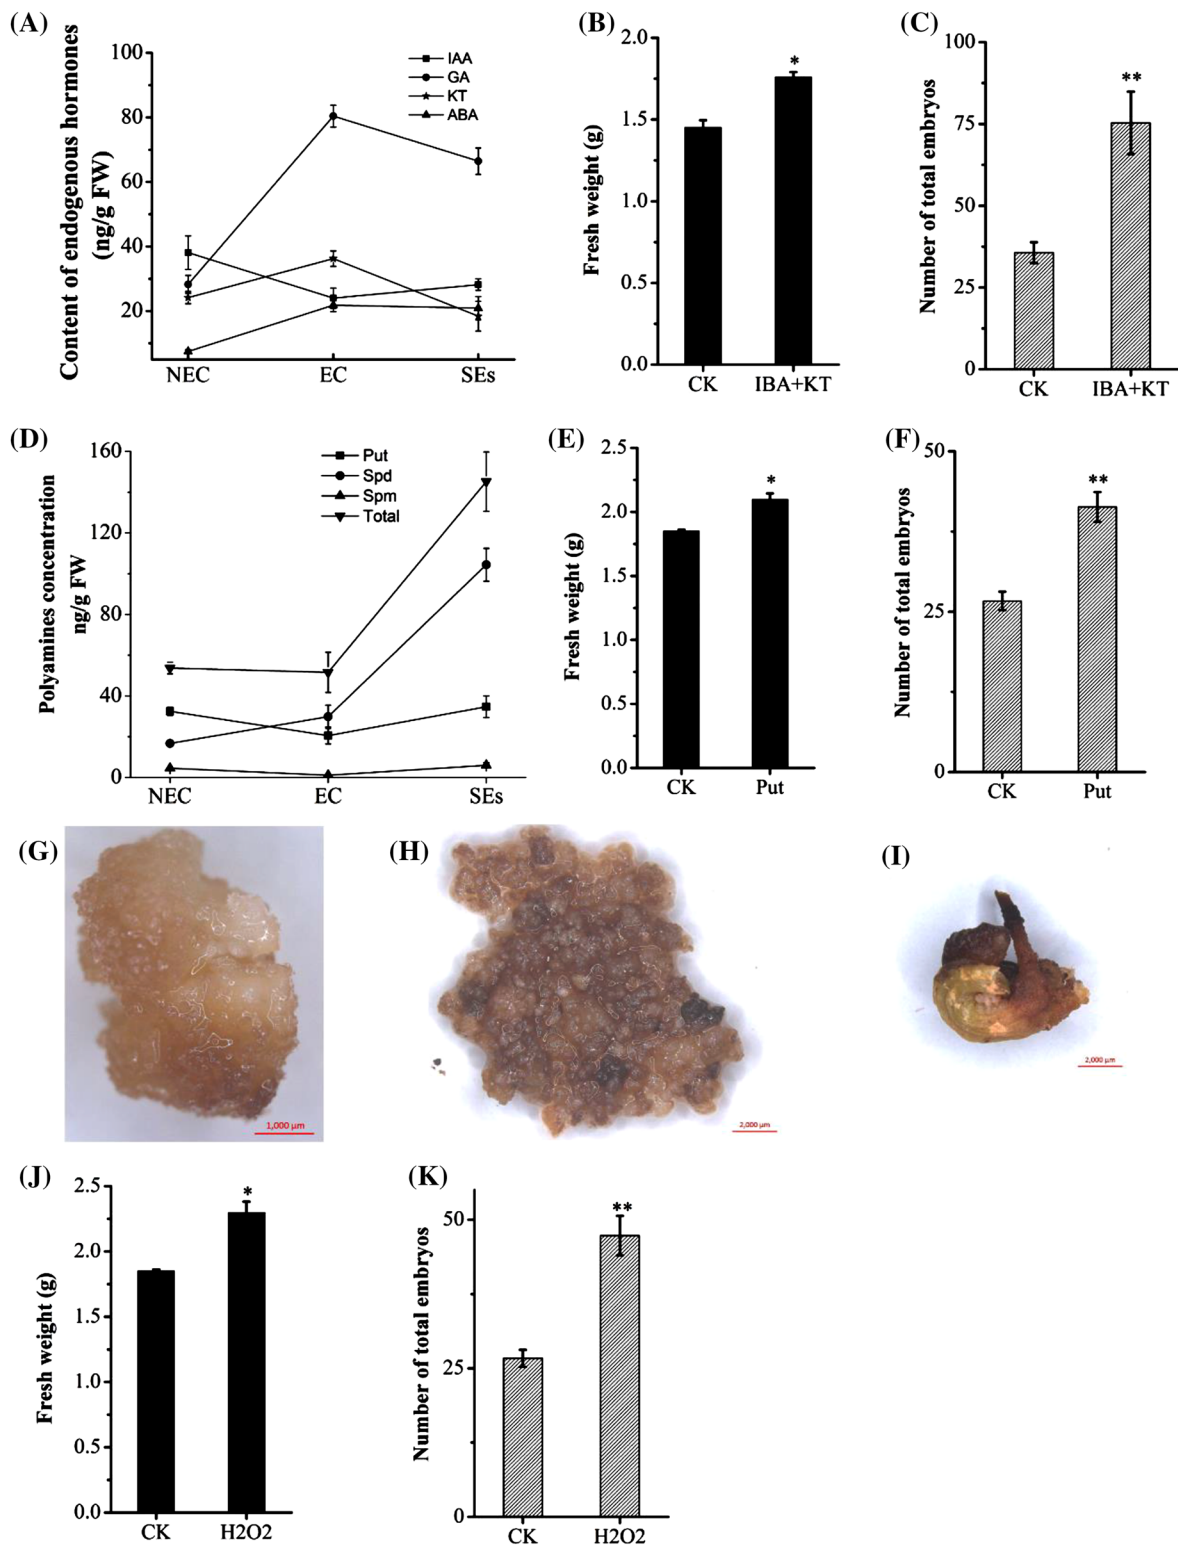 (A)
Content of endogenous hormones
(ng/g FW)
100
80
60
40
20
IAA
GA
KT
ABA
NEC EC SEs
(B)
Fresh weight (g)
2.0
1.5
1.0
0.5
0.0
*
CK IBA+KT
(C)
Number of total embryos
100
75
50
25
0
**
CK IBA+KT
(D)
Polyamines concentration
ng/g FW
160
120
80
40
0
Put
Spd
Spm
Total
NEC EC SEs
(E)
Fresh weight (g)
2.5
2.0
1.5
1.0
0.5
0.0
*
CK Put
(F)
Number of total embryos
50
25
0
**
CK Put
(G)
1,000 µm
(H)
2,000 µm
(I)
2,000 µm
(J)
Fresh weight (g)
2.5
2.0
1.5
1.0
0.5
0.0
*
CK H2O2
(K)
Number of total embryos
50
25
0
**
CK H2O2